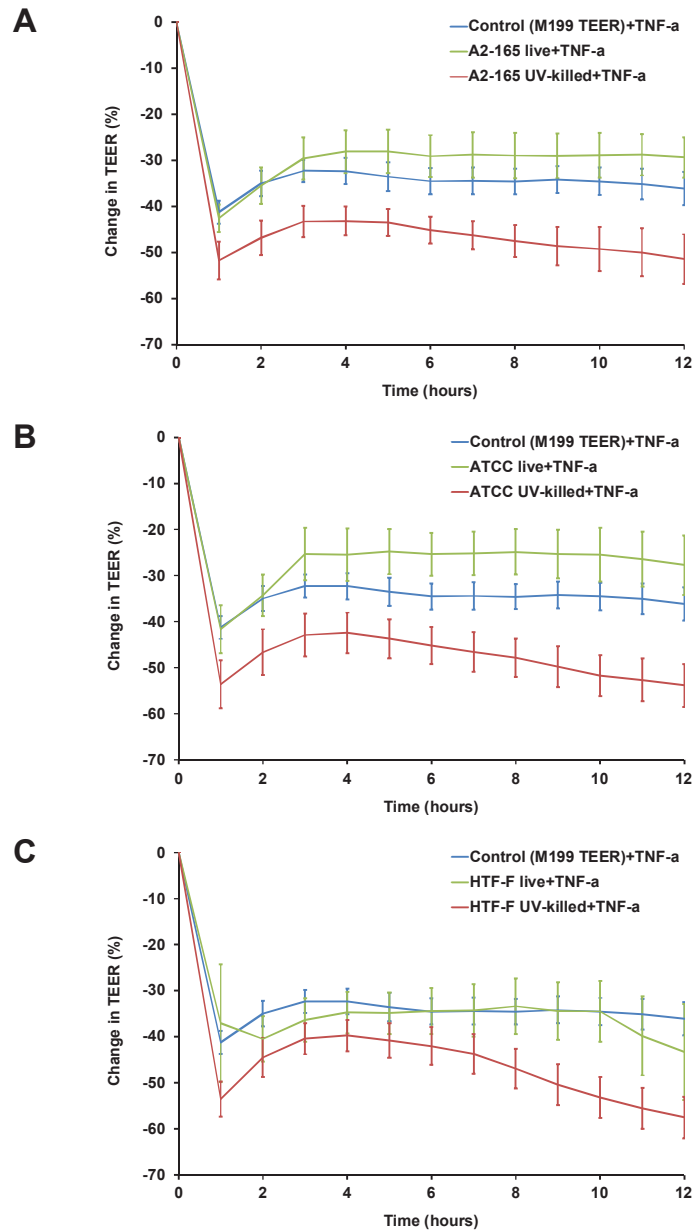 A
Control (M199 TEER)+TNF-a
A2-165 live+TNF-a
A2-165 UV-killed+TNF-a
Change in TEER (%)
0
-10
-20
-30
-40
-50
-60
-70
0 2 4 6 8 10 12
Time (hours)
B
Control (M199 TEER)+TNF-a
ATCC live+TNF-a
ATCC UV-killed+TNF-a
Change in TEER (%)
0
-10
-20
-30
-40
-50
-60
-70
0 2 4 6 8 10 12
Time (hours)
C
Control (M199 TEER)+TNF-a
HTF-F live+TNF-a
HTF-F UV-killed+TNF-a
Change in TEER (%)
0
-10
-20
-30
-40
-50
-60
-70
0 2 4 6 8 10 12
Time (hours)